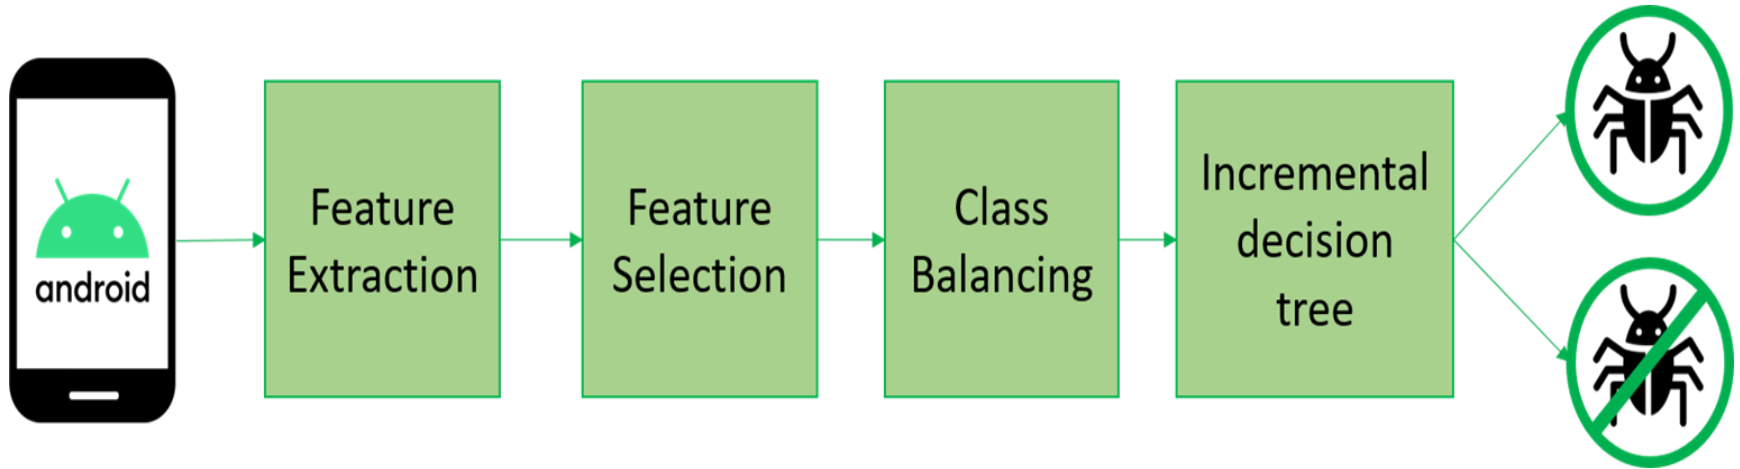 android
Feature
Extraction
Feature
Selection
Class
Balancing
Incremental
decision
tree